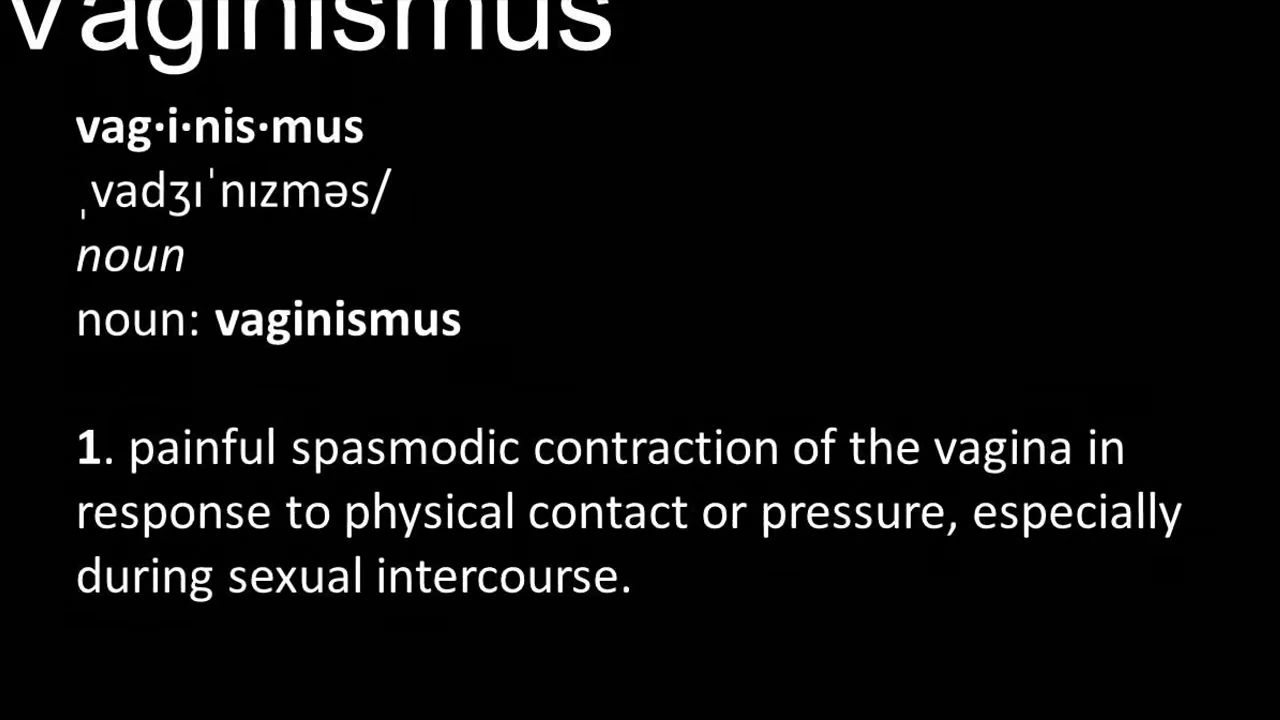 Vaginismus
vag·i·nis·mus
ˌvadʒɪˈnɪzməs/
noun
noun: vaginismus
1. painful spasmodic contraction of the vagina in
response to physical contact or pressure, especially
during sexual intercourse.